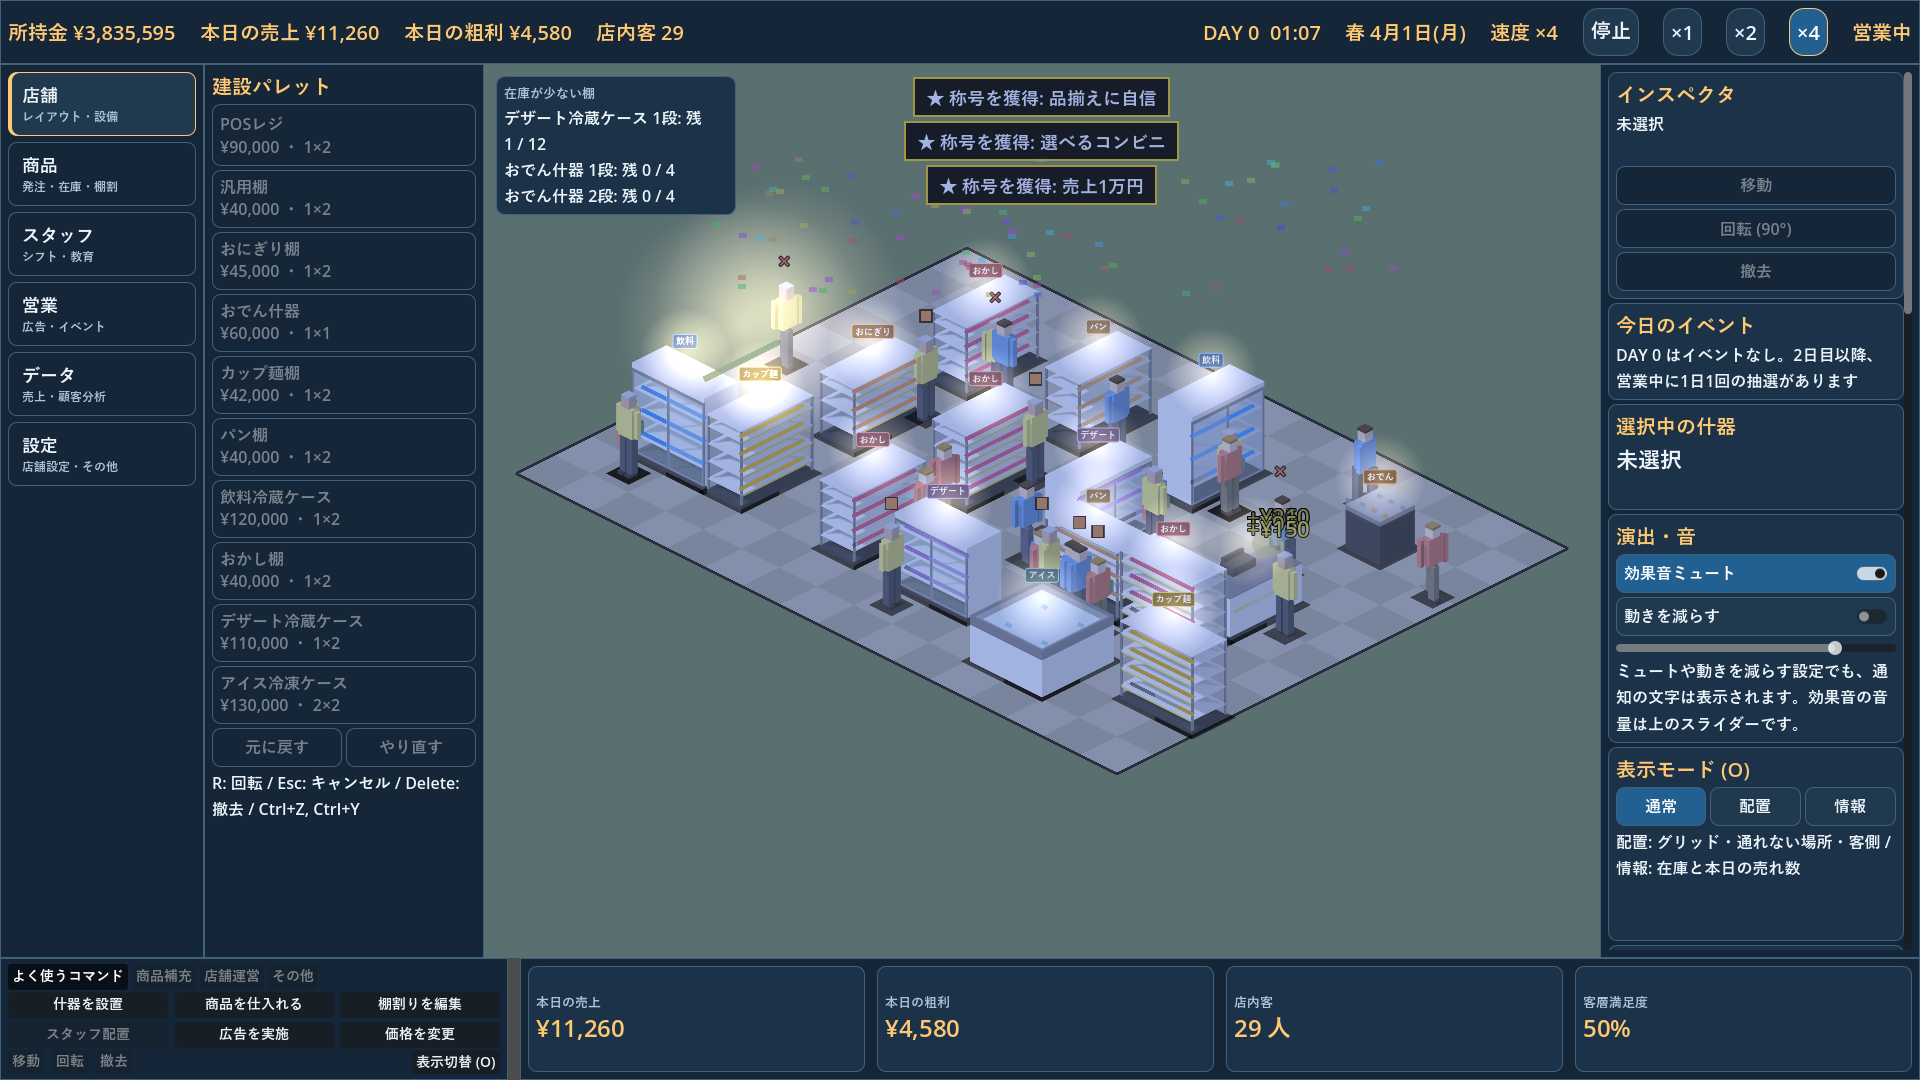 所持金 ¥3,835,595 本日の売上 ¥11,260 本日の粗利 ¥4,580 店内客 29
DAY 0 01:07 春 4月1日(月) 速度 ×4 停止 ×1 ×2 ×4 営業中
店舗
レイアウト・設備
商品
発注・在庫・棚割
スタッフ
シフト・教育
営業
広告・イベント
データ
売上・顧客分析
設定
店舗設定・その他
建設パレット
POSレジ
¥90,000 ・ 1×2
汎用棚
¥40,000 ・ 1×2
おにぎり棚
¥45,000 ・ 1×2
おでん什器
¥60,000 ・ 1×1
カップ麺棚
¥42,000 ・ 1×2
パン棚
¥40,000 ・ 1×2
飲料冷蔵ケース
¥120,000 ・ 1×2
おかし棚
¥40,000 ・ 1×2
デザート冷蔵ケース
¥110,000 ・ 1×2
アイス冷凍ケース
¥130,000 ・ 2×2
元に戻す やり直す
R: 回転 / Esc: キャンセル / Delete:
撤去 / Ctrl+Z, Ctrl+Y
在庫が少ない棚
デザート冷蔵ケース 1段: 残
1 / 12
おでん什器 1段: 残 0 / 4
おでん什器 2段: 残 0 / 4
★ 称号を獲得: 品揃えに自信
★ 称号を獲得: 選べるコンビニ
★ 称号を獲得: 売上1万円
おかし
パン
おにぎり
飲料
飲料
カップ麺
おかし
おかし
デザート
おでん
デザート
パン
おかし
アイス
カップ麺
+¥150
インスペクタ
未選択
移動
回転 (90°)
撤去
今日のイベント
DAY 0 はイベントなし。2日目以降、
営業中に1日1回の抽選があります
選択中の什器
未選択
演出・音
効果音ミュート
動きを減らす
ミュートや動きを減らす設定でも、通
知の文字は表示されます。効果音の音
量は上のスライダーです。
表示モード (O)
通常 配置 情報
配置: グリッド・通れない場所・客側 /
情報: 在庫と本日の売れ数
よく使うコマンド 商品補充 店舗運営 その他
什器を設置 商品を仕入れる 棚割りを編集
スタッフ配置 広告を実施 価格を変更
移動 回転 撤去 表示切替 (O)
本日の売上
¥11,260
本日の粗利
¥4,580
店内客
29 人
客層満足度
50%